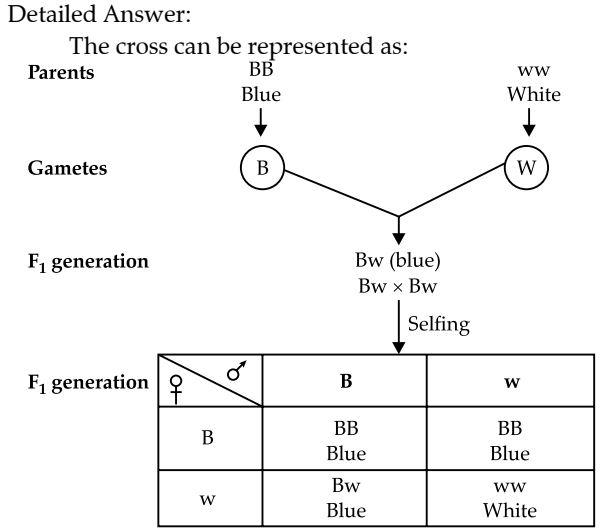 Detailed Answer:
The cross can be represented as:
Parents BB ww
Blue White
Gametes B W
F₁ generation Bw (blue)
Bw × Bw
Selfing
F₁ generation ♀ ♂ B w
B BB BB
Blue Blue
w Bw ww
Blue White